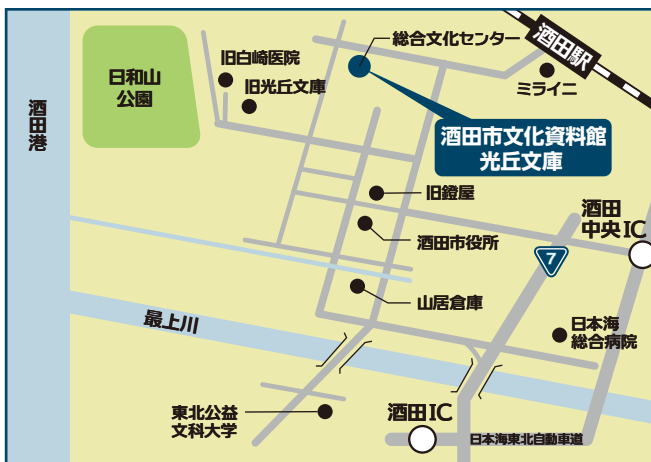 総合文化センター
酒田駅
旧白崎医院
日和山
公園
旧光丘文庫
ミライニ
酒田港
酒田市文化資料館
光丘文庫
旧鐙屋
酒田
中央IC
酒田市役所
7
山居倉庫
最上川
日本海
総合病院
東北公益
文科大学
酒田IC
日本海東北自動車道